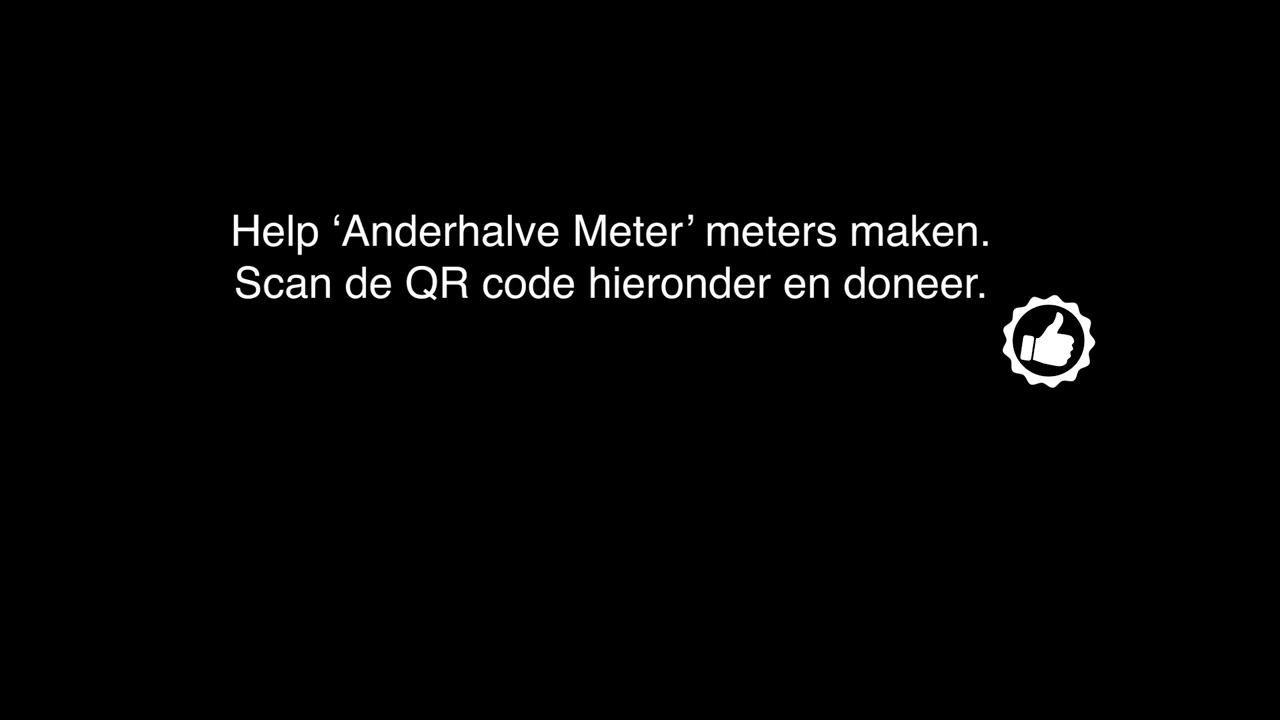 Help ‘Anderhalve Meter’ meters maken.
Scan de QR code hieronder en doneer.